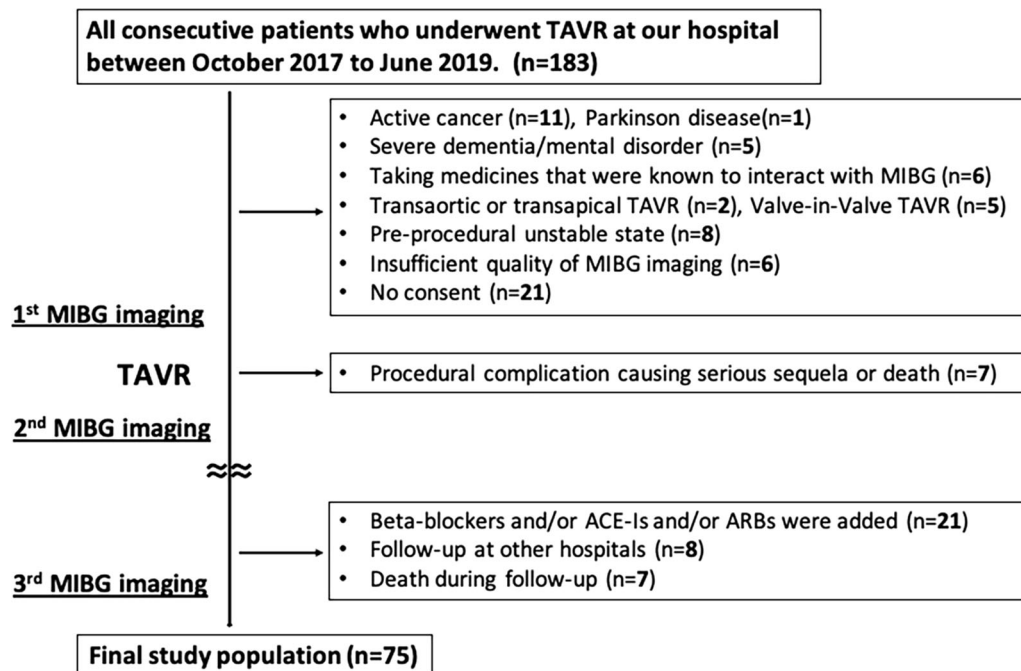 All consecutive patients who underwent TAVR at our hospital
between October 2017 to June 2019.  (n=183)
• Active cancer (n=11), Parkinson disease(n=1)
• Severe dementia/mental disorder (n=5)
• Taking medicines that were known to interact with MIBG (n=6)
• Transaortic or transapical TAVR (n=2), Valve-in-Valve TAVR (n=5)
• Pre-procedural unstable state (n=8)
• Insufficient quality of MIBG imaging (n=6)
• No consent (n=21)
1st MIBG imaging
TAVR
• Procedural complication causing serious sequela or death (n=7)
2nd MIBG imaging
• Beta-blockers and/or ACE-Is and/or ARBs were added (n=21)
• Follow-up at other hospitals (n=8)
• Death during follow-up (n=7)
3rd MIBG imaging
Final study population (n=75)